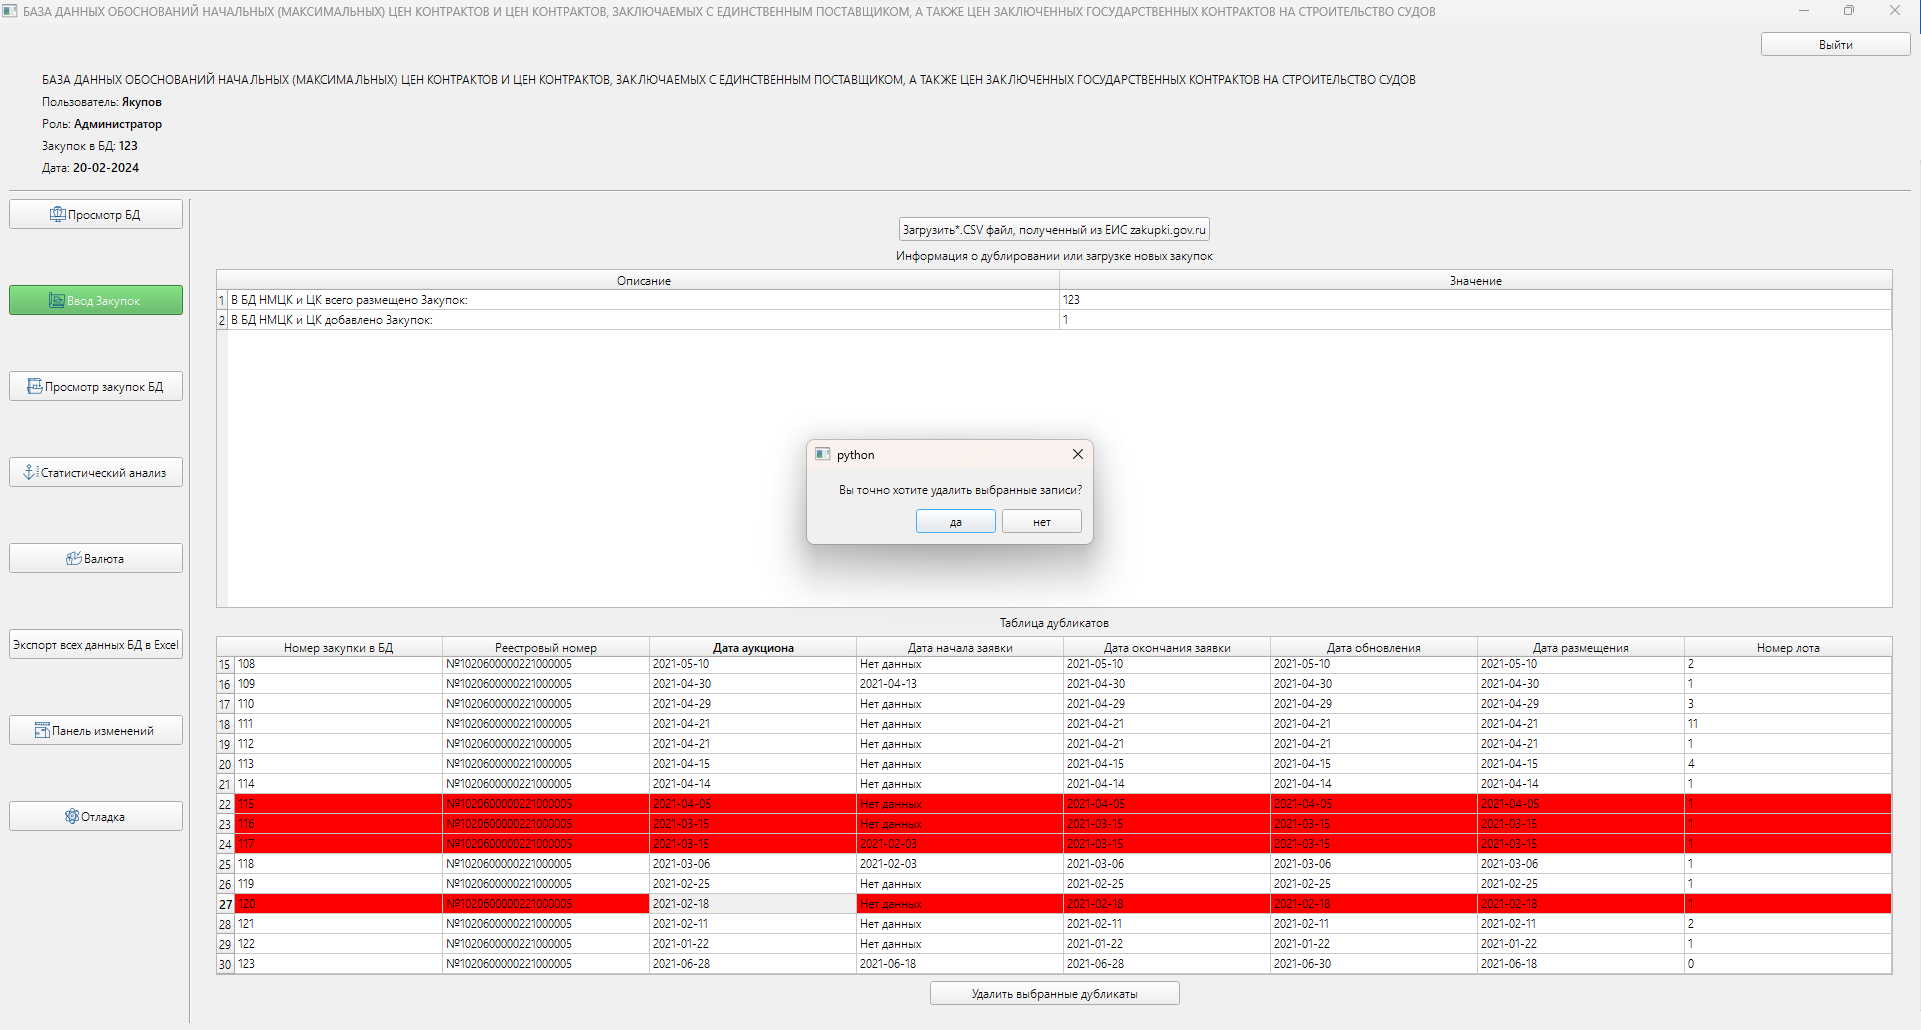 БАЗА ДАННЫХ ОБОСНОВАНИЙ НАЧАЛЬНЫХ (МАКСИМАЛЬНЫХ) ЦЕН КОНТРАКТОВ И ЦЕН КОНТРАКТОВ, ЗАКЛЮЧАЕМЫХ С ЕДИНСТВЕННЫМ ПОСТАВЩИКОМ, А ТАКЖЕ ЦЕН ЗАКЛЮЧЕННЫХ ГОСУДАРСТВЕННЫХ КОНТРАКТОВ НА СТРОИТЕЛЬСТВО СУДОВ
Выйти
БАЗА ДАННЫХ ОБОСНОВАНИЙ НАЧАЛЬНЫХ (МАКСИМАЛЬНЫХ) ЦЕН КОНТРАКТОВ И ЦЕН КОНТРАКТОВ, ЗАКЛЮЧАЕМЫХ С ЕДИНСТВЕННЫМ ПОСТАВЩИКОМ, А ТАКЖЕ ЦЕН ЗАКЛЮЧЕННЫХ ГОСУДАРСТВЕННЫХ КОНТРАКТОВ НА СТРОИТЕЛЬСТВО СУДОВ
Пользователь: Якупов
Роль: Администратор
Закупок в БД: 123
Дата: 20-02-2024
Просмотр БД
Ввод Закупок
Просмотр закупок БД
Статистический анализ
Валюта
Экспорт всех данных БД в Excel
Панель изменений
Отладка
Загрузить*.CSV файл, полученный из ЕИС zakupki.gov.ru
Информация о дублировании или загрузке новых закупок
Описание Значение
1 В БД НМЦК и ЦК всего размещено Закупок: 123
2 В БД НМЦК и ЦК добавлено Закупок: 1
python
Вы точно хотите удалить выбранные записи?
да нет
Таблица дубликатов
Номер закупки в БД Реестровый номер Дата аукциона Дата начала заявки Дата окончания заявки Дата обновления Дата размещения Номер лота
15 108 №1020600000221000005 2021-05-10 Нет данных 2021-05-10 2021-05-10 2021-05-10 2
16 109 №1020600000221000005 2021-04-30 2021-04-13 2021-04-30 2021-04-30 2021-04-30 1
17 110 №1020600000221000005 2021-04-29 Нет данных 2021-04-29 2021-04-29 2021-04-29 3
18 111 №1020600000221000005 2021-04-21 Нет данных 2021-04-21 2021-04-21 2021-04-21 11
19 112 №1020600000221000005 2021-04-21 Нет данных 2021-04-21 2021-04-21 2021-04-21 1
20 113 №1020600000221000005 2021-04-15 Нет данных 2021-04-15 2021-04-15 2021-04-15 4
21 114 №1020600000221000005 2021-04-14 Нет данных 2021-04-14 2021-04-14 2021-04-14 1
22 115 №1020600000221000005 2021-04-05 Нет данных 2021-04-05 2021-04-05 2021-04-05 1
23 116 №1020600000221000005 2021-03-15 Нет данных 2021-03-15 2021-03-15 2021-03-15 1
24 117 №1020600000221000005 2021-03-15 2021-02-03 2021-03-15 2021-03-15 2021-03-15 1
25 118 №1020600000221000005 2021-03-06 2021-02-03 2021-03-06 2021-03-06 2021-03-06 1
26 119 №1020600000221000005 2021-02-25 Нет данных 2021-02-25 2021-02-25 2021-02-25 1
27 120 №1020600000221000005 2021-02-18 Нет данных 2021-02-18 2021-02-18 2021-02-18 1
28 121 №1020600000221000005 2021-02-11 Нет данных 2021-02-11 2021-02-11 2021-02-11 2
29 122 №1020600000221000005 2021-01-22 Нет данных 2021-01-22 2021-01-22 2021-01-22 1
30 123 №1020600000221000005 2021-06-28 2021-06-18 2021-06-28 2021-06-30 2021-06-18 0
Удалить выбранные дубликаты